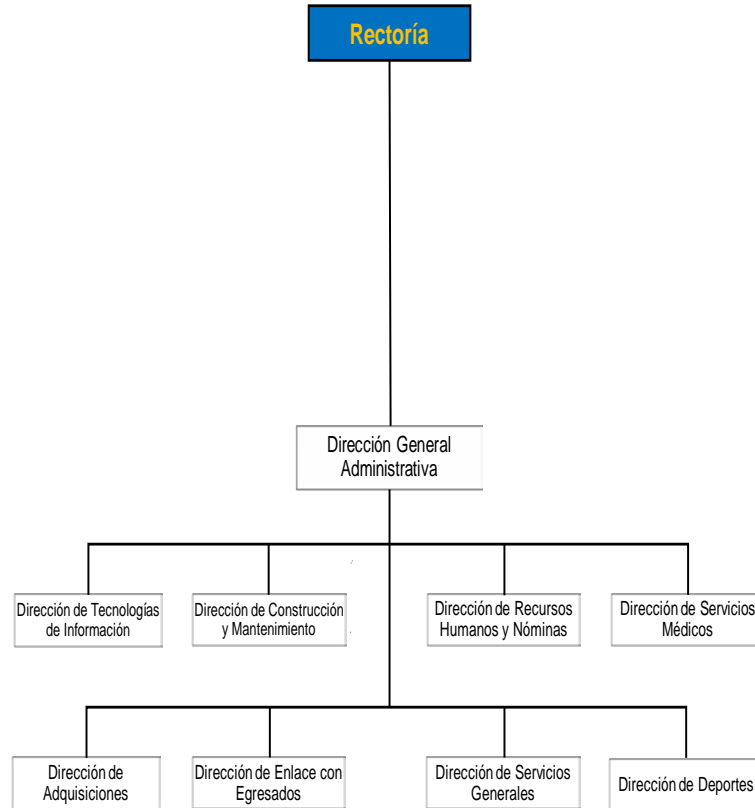 Rectoría
Dirección General
Administrativa
Dirección de Tecnologías
de Información
Dirección de Construcción
y Mantenimiento
Dirección de Recursos
Humanos y Nóminas
Dirección de Servicios
Médicos
Dirección de
Adquisiciones
Dirección de Enlace con
Egresados
Dirección de Servicios
Generales
Dirección de Deportes